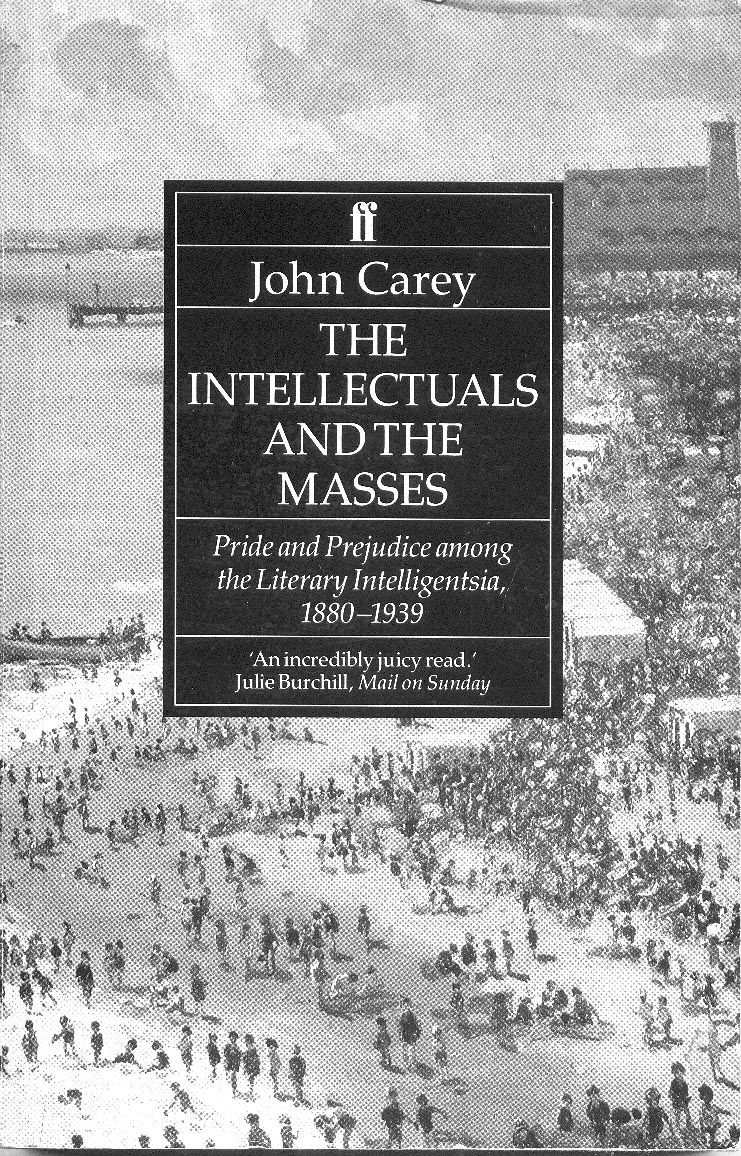 ff
John Carey
THE
INTELLECTUALS
AND THE
MASSES
Pride and Prejudice among
the Literary Intelligentsia,
1880–1939
‘An incredibly juicy read.’
Julie Burchill, Mail on Sunday